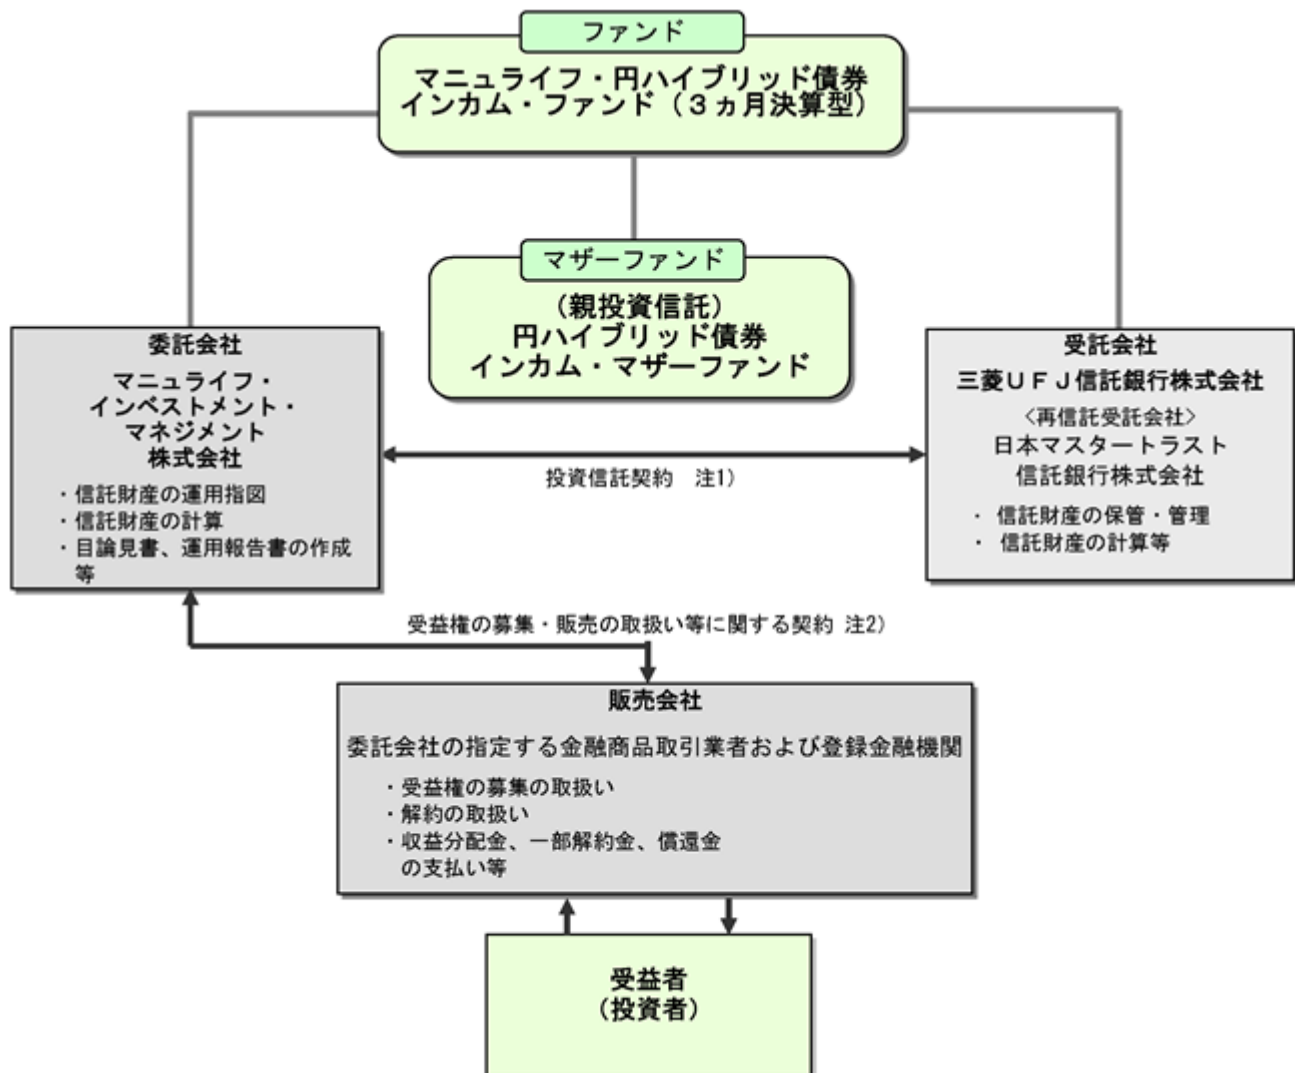 ファンド
マニュライフ・円ハイブリッド債券
インカム・ファンド（３ヵ月決算型）
マザーファンド
（親投資信託）
円ハイブリッド債券
インカム・マザーファンド
委託会社
マニュライフ・
インベストメント・
マネジメント
株式会社
・信託財産の運用指図
・信託財産の計算
・目論見書、運用報告書の作成
等
投資信託契約　注1）
受託会社
三菱ＵＦＪ信託銀行株式会社
〈再信託受託会社〉
日本マスタートラスト
信託銀行株式会社
・ 信託財産の保管・管理
・ 信託財産の計算等
受益権の募集・販売の取扱い等に関する契約 注2）
販売会社
委託会社の指定する金融商品取引業者および登録金融機関
・受益権の募集の取扱い
・解約の取扱い
・収益分配金、一部解約金、償還金
の支払い等
受益者
（投資者）